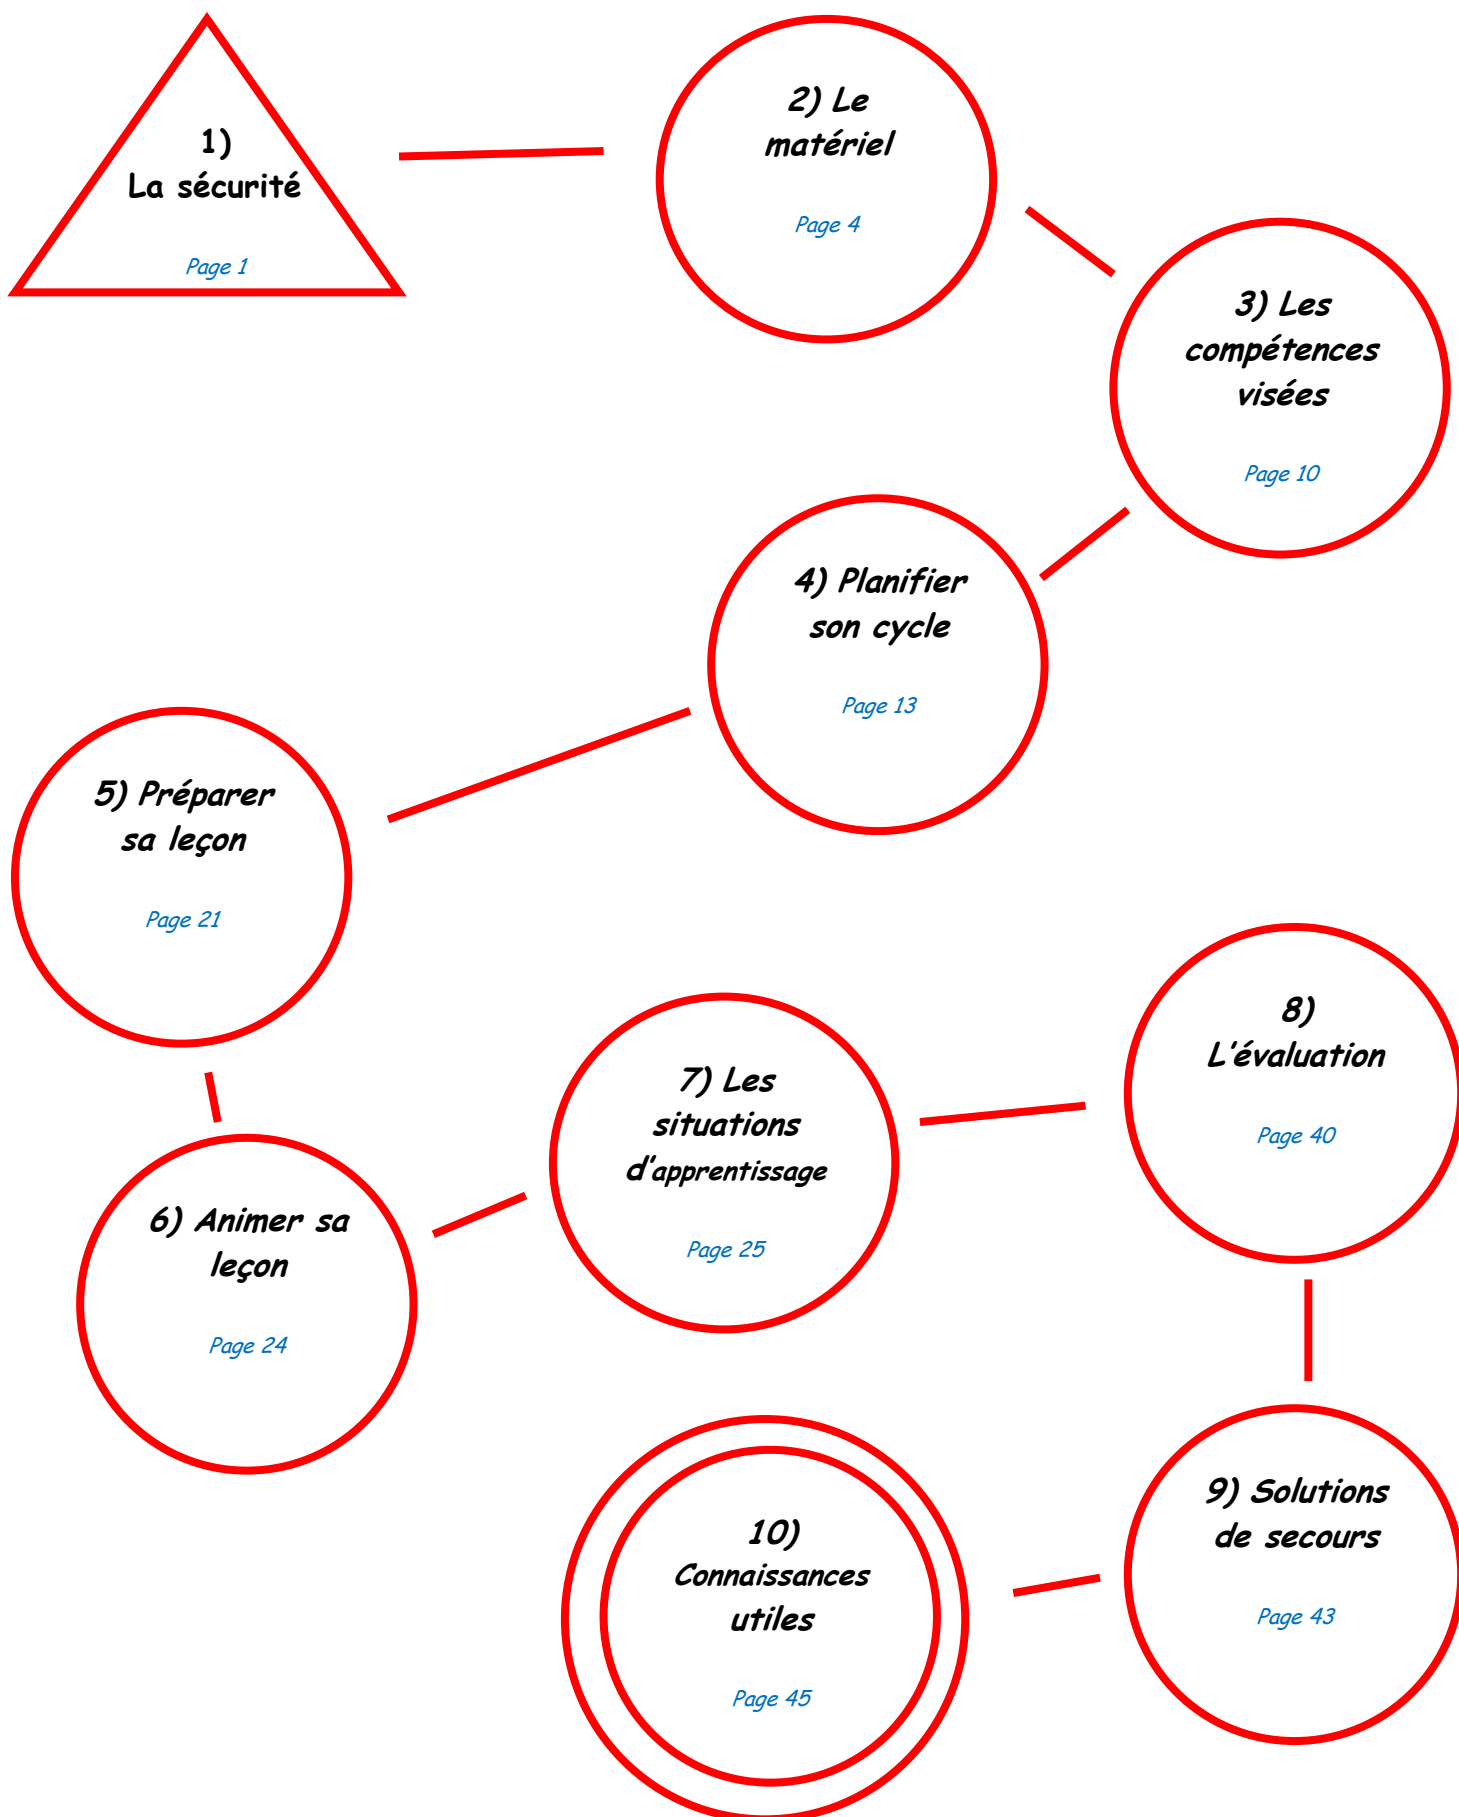 1)
La sécurité
Page 1
2) Le
matériel
Page 4
3) Les
compétences
visées
Page 10
4) Planifier
son cycle
Page 13
5) Préparer
sa leçon
Page 21
6) Animer sa
leçon
Page 24
7) Les
situations
d'apprentissage
Page 25
8)
L'évaluation
Page 40
9) Solutions
de secours
Page 43
10)
Connaissances
utiles
Page 45